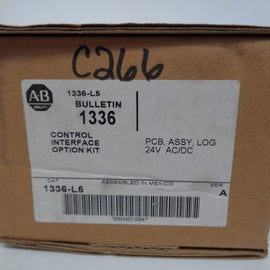 C266
AB
1336-L5
BULLETIN
1336
CONTROL
INTERFACE
OPTION KIT
PCB, ASSY, LOG
24V AC/DC
CAT
ASSEMBLED IN MEXICO
SER
1336-L5
A